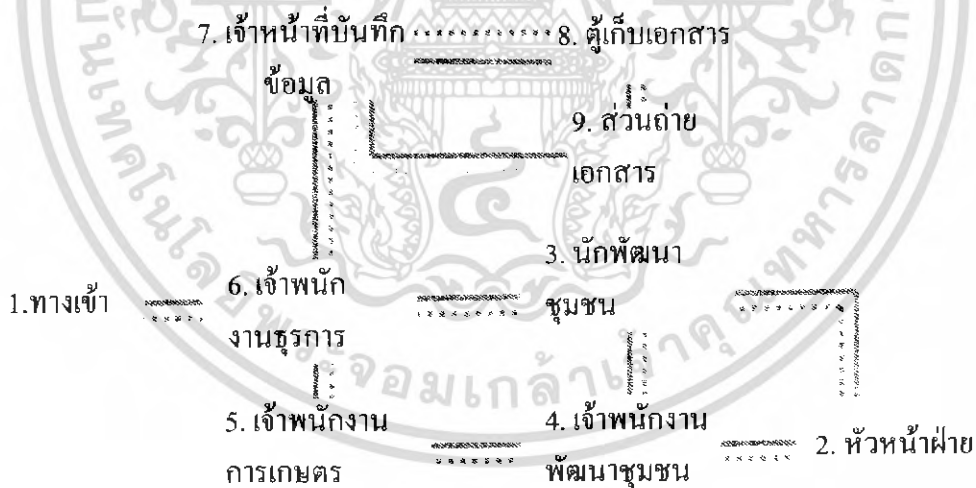 7. เจ้าหน้าที่บันทึก
ข้อมูล
8. ตู้เก็บเอกสาร
9. ส่วนถ่าย
เอกสาร
1.ทางเข้า
6. เจ้าพนัก
งานธุรการ
3. นักพัฒนา
ชุมชน
5. เจ้าพนักงาน
การเกษตร
4. เจ้าพนักงาน
พัฒนาชุมชน
2. หัวหน้าฝ่าย